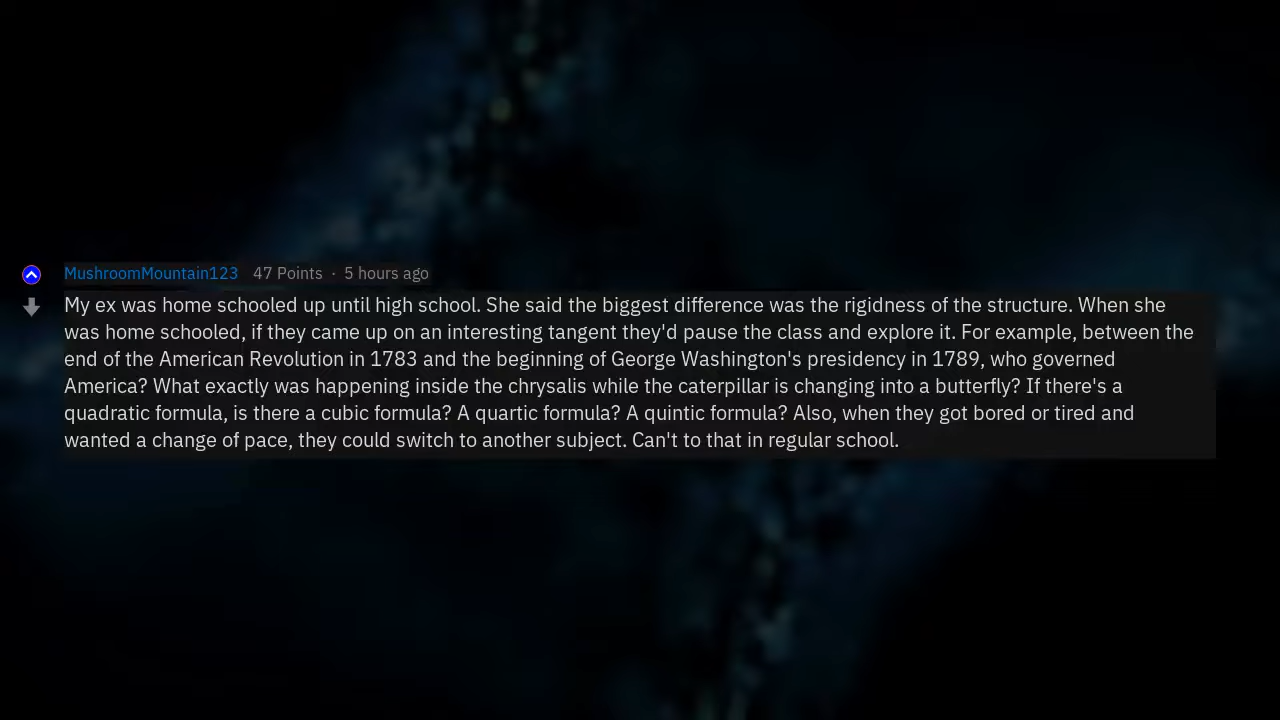 MushroomMountain123 47 Points · 5 hours ago
My ex was home schooled up until high school. She said the biggest difference was the rigidness of the structure. When she
was home schooled, if they came up on an interesting tangent they'd pause the class and explore it. For example, between the
end of the American Revolution in 1783 and the beginning of George Washington's presidency in 1789, who governed
America? What exactly was happening inside the chrysalis while the caterpillar is changing into a butterfly? If there's a
quadratic formula, is there a cubic formula? A quartic formula? A quintic formula? Also, when they got bored or tired and
wanted a change of pace, they could switch to another subject. Can't to that in regular school.